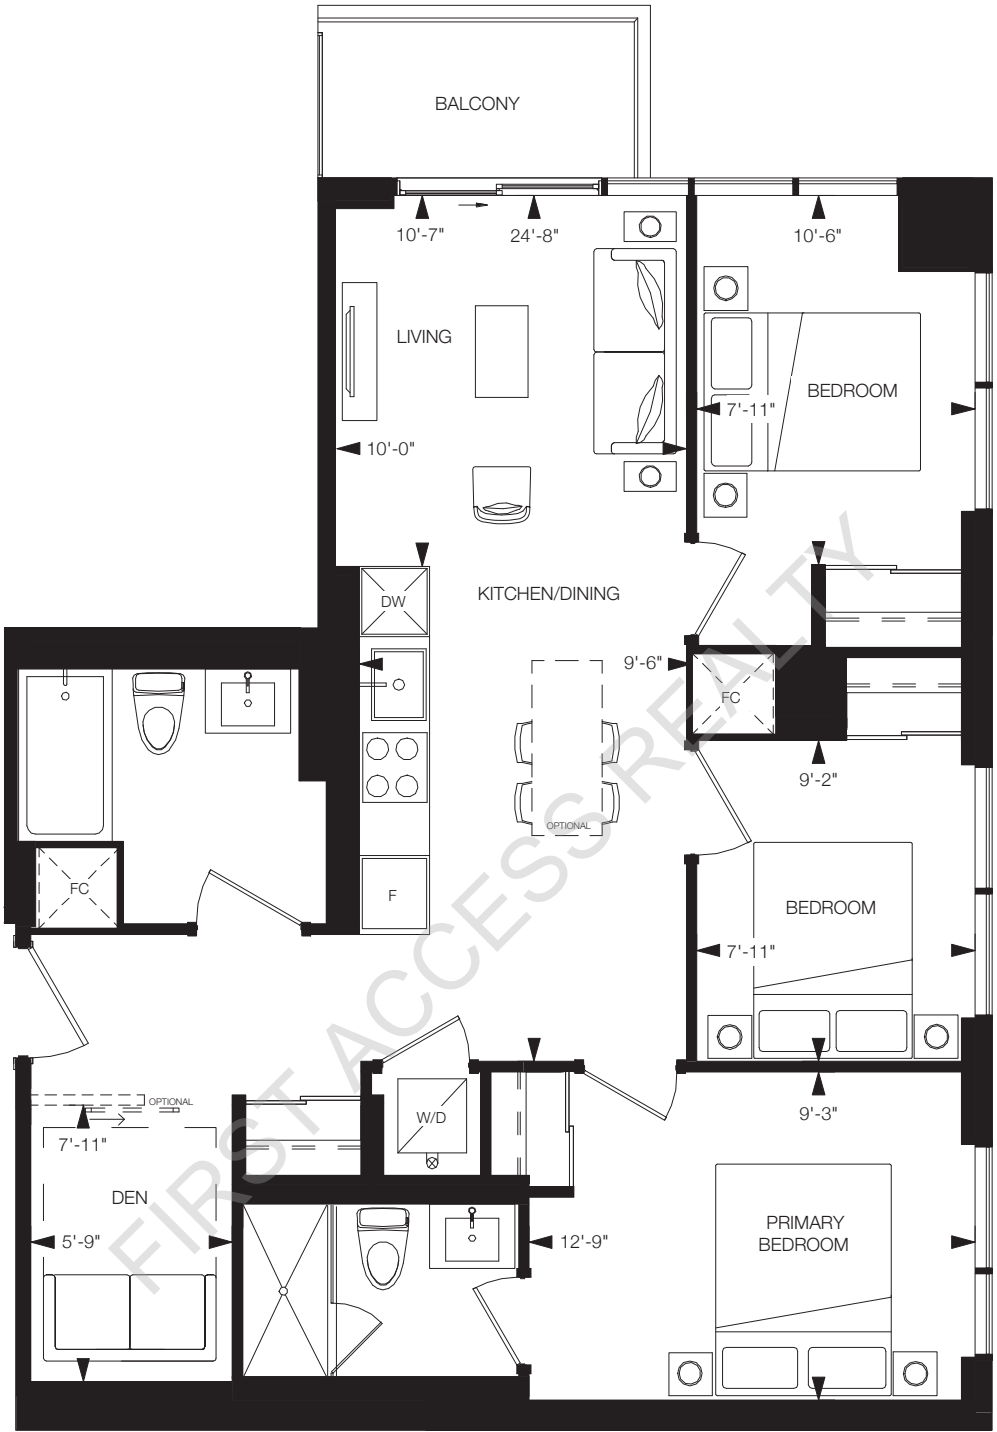 BALCONY
10'-7"
24'-8"
10'-6"
LIVING
BEDROOM
7'-11"
10'-0"
KITCHEN/DINING
DW
9'-6"
FC
9'-2"
OPTIONAL
FC
F
BEDROOM
7'-11"
OPTIONAL
7'-11"
W/D
9'-3"
DEN
5'-9"
12'-9"
PRIMARY
BEDROOM
FIRST ACCESS REALTY